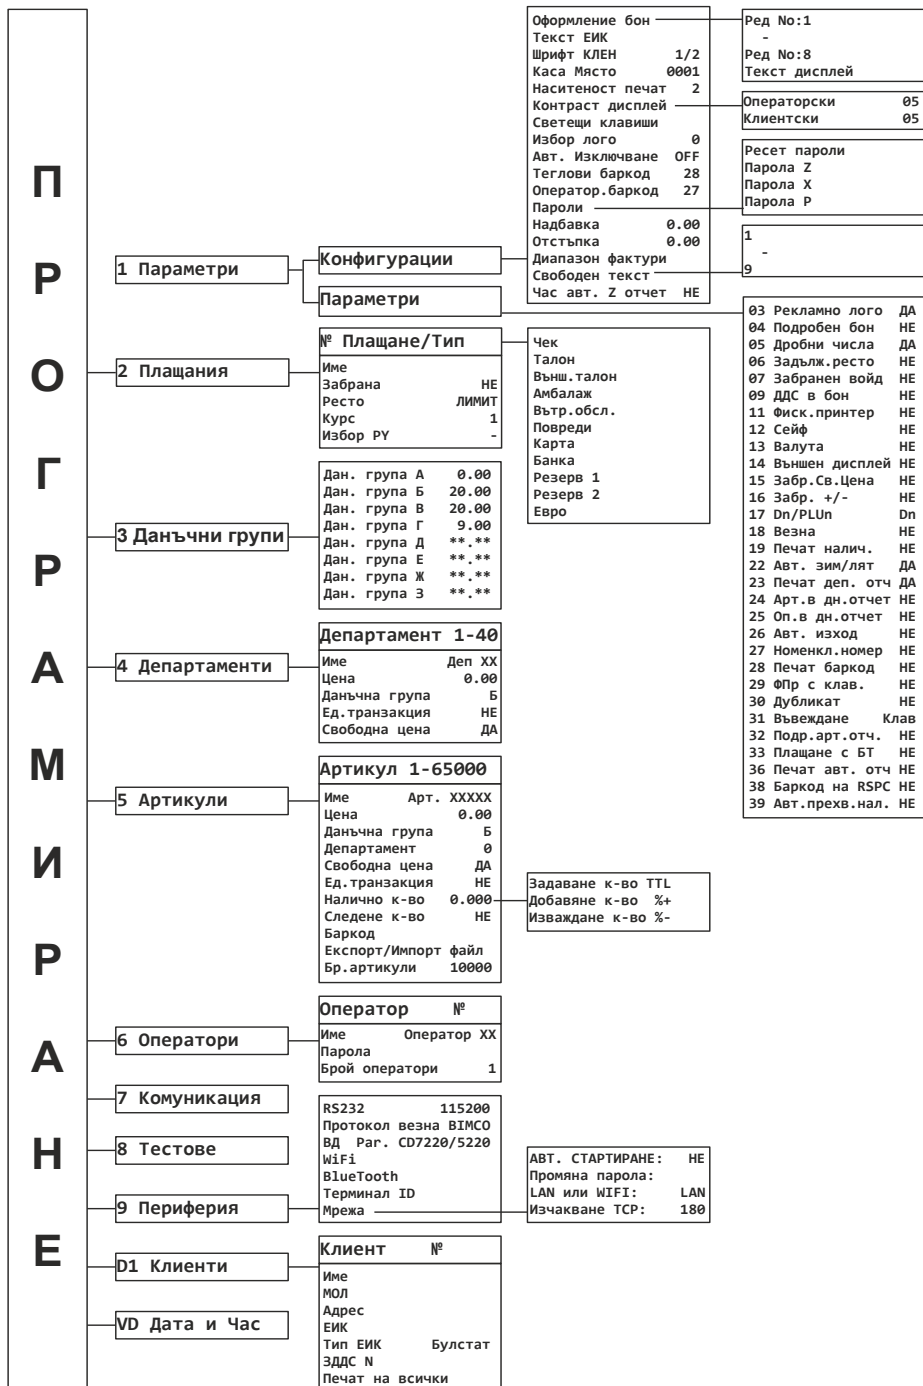 ПРОГРАМИРАНЕ
1 Параметри
Конфигурации
Оформление бон
Текст ЕИК
Шрифт КЛЕН 1/2
Каса Място 0001
Наситеност печат 2
Контраст дисплей
Светещи клавиши
Избор лого 0
Авт. Изключване OFF
Теглови баркод 28
Оператор.баркод 27
Пароли
Надбавка 0.00
Отстъпка 0.00
Диапазон фактури
Свободен текст
Час авт. Z отчет НЕ
Ред No:1
-
Ред No:8
Текст дисплей
Операторски 05
Клиентски 05
Ресет пароли
Парола Z
Парола X
Парола P
1
-
9
Параметри
03 Рекламно лого ДА
04 Подробен бон НЕ
05 Дробни числа ДА
06 Задълж.ресто НЕ
07 Забранен войд НЕ
09 ДДС в бон НЕ
11 Фиск.принтер НЕ
12 Сейф НЕ
13 Валута НЕ
14 Външен дисплей НЕ
15 Забр.Св.Цена НЕ
16 Забр. +/- НЕ
17 Dn/PLUn Dn
18 Везна НЕ
19 Печат налич. НЕ
22 Авт. зим/лят ДА
23 Печат деп. отч ДА
24 Арт.в дн.отчет НЕ
25 Оп.в дн.отчет НЕ
26 Авт. изход НЕ
27 Номенкл.номер НЕ
28 Печат баркод НЕ
29 ФПр с клав. НЕ
30 Дубликат НЕ
31 Въвеждане Клав
32 Подр.арт.отч. НЕ
33 Плащане с БТ НЕ
36 Печат авт. отч НЕ
38 Баркод на RSPC НЕ
39 Авт.прехв.нал. НЕ
2 Плащания
№ Плащане/Тип
Име
Забрана НЕ
Ресто ЛИМИТ
Курс 1
Избор PY -
Чек
Талон
Външ.талон
Амбалаж
Вътр.обсл.
Повреди
Карта
Банка
Резерв 1
Резерв 2
Евро
3 Данъчни групи
Дан. група А 0.00
Дан. група Б 20.00
Дан. група В 20.00
Дан. група Г 9.00
Дан. група Д **.**
Дан. група Е **.**
Дан. група Ж **.**
Дан. група З **.**
4 Департаменти
Департамент 1-40
Име Деп XX
Цена 0.00
Данъчна група Б
Ед.транзакция НЕ
Свободна цена ДА
5 Артикули
Артикул 1-65000
Име Арт. XXXXX
Цена 0.00
Данъчна група Б
Департамент 0
Свободна цена ДА
Ед.транзакция НЕ
Налично к-во 0.000
Следене к-во НЕ
Баркод
Експорт/Импорт файл
Бр.артикули 10000
Задаване к-во TTL
Добавяне к-во %+
Изваждане к-во %-
6 Оператори
Оператор №
Име Оператор XX
Парола
Брой оператори 1
7 Комуникация
8 Тестове
9 Периферия
RS232 115200
Протокол везна BIMCO
ВД Par. CD7220/5220
WiFi
BlueTooth
Терминал ID
Мрежа
АВТ. СТАРТИРАНЕ: НЕ
Промяна парола:
LAN или WIFI: LAN
Изчакване TCP: 180
D1 Клиенти
Клиент №
Име
МОЛ
Адрес
ЕИК
Тип ЕИК Булстат
ЗДДС N
Печат на всички
VD Дата и Час